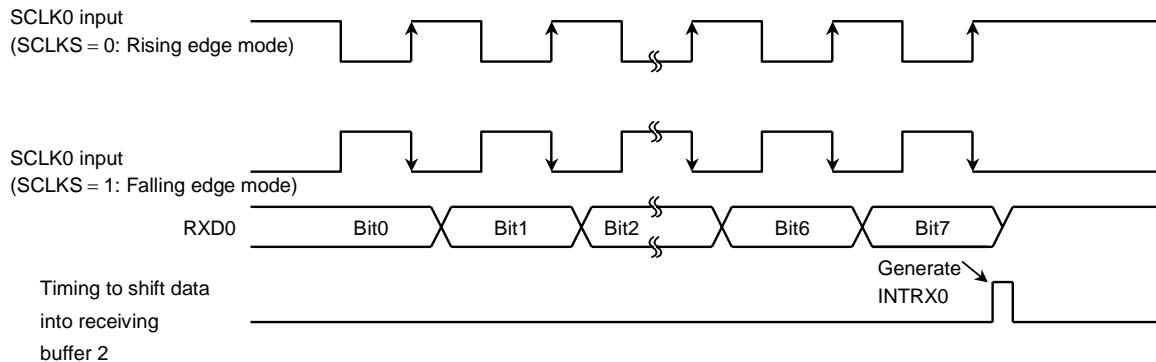 SCLK0 input
(SCLKS = 0: Rising edge mode)
SCLK0 input
(SCLKS = 1: Falling edge mode)
RXD0
Bit0
Bit1
Bit2
Bit6
Bit7
Generate
INTRX0
Timing to shift data
into receiving
buffer 2